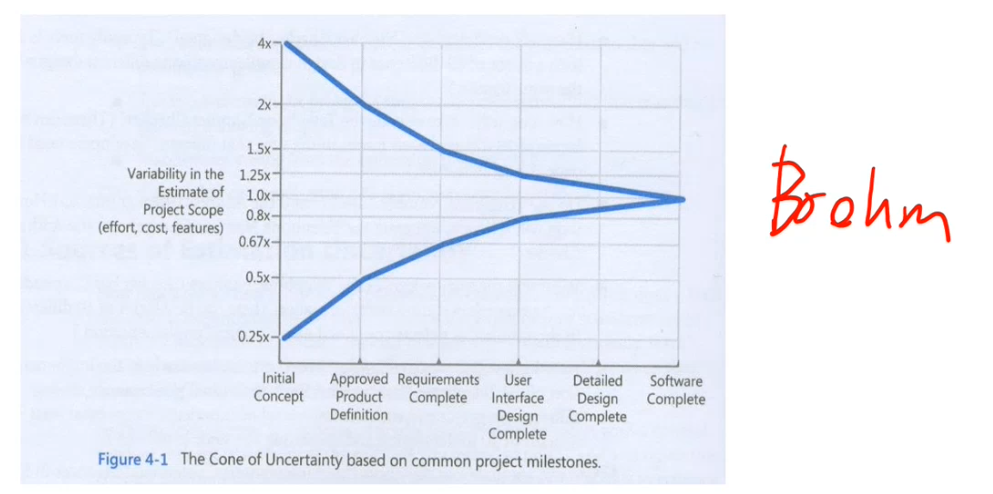 4x
2x
1.5x
1.25x
1.0x
0.8x
0.67x
0.5x
0.25x
Variability in the
Estimate of
Project Scope
(effort, cost, features)
Initial
Concept
Approved
Product
Definition
Requirements
Complete
User
Interface
Design
Complete
Detailed
Design
Complete
Software
Complete
Figure 4-1 The Cone of Uncertainty based on common project milestones.
Boehm